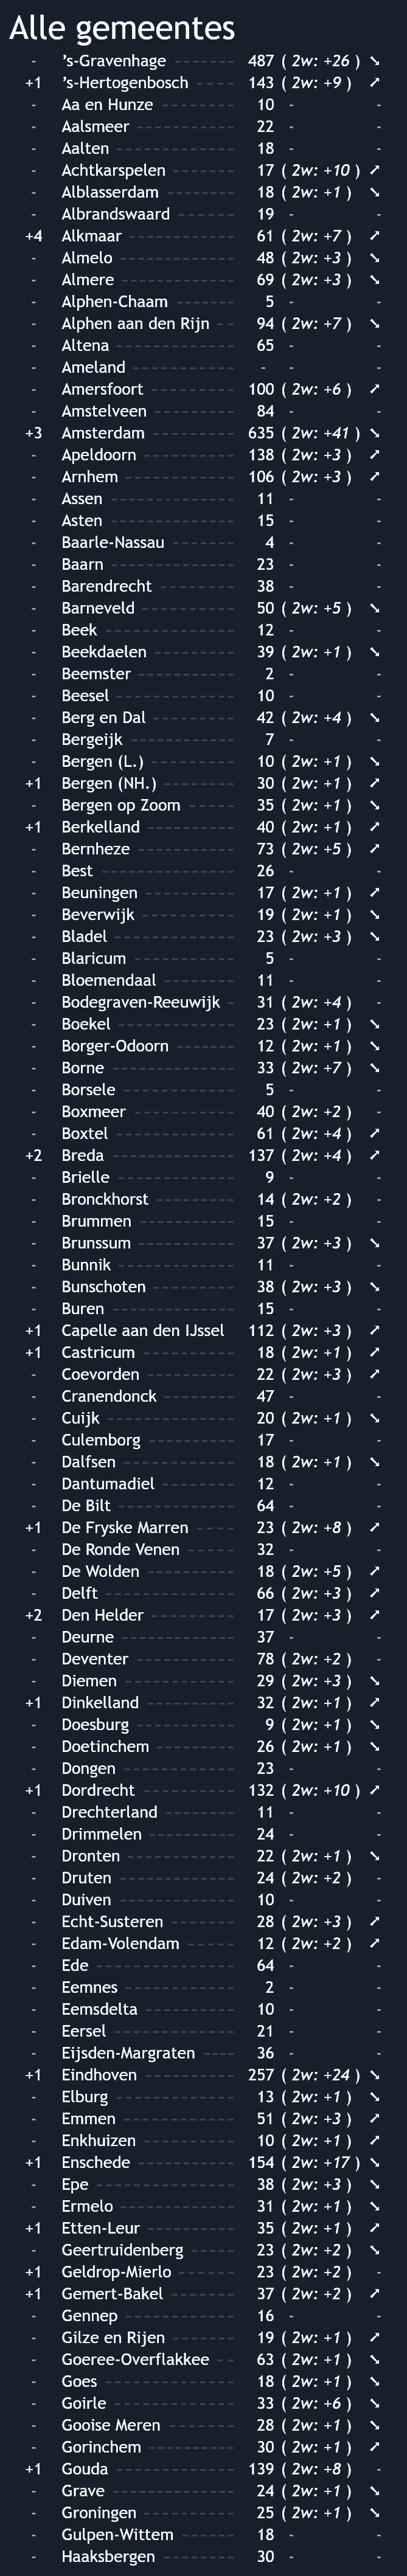 Alle gemeentes
- ’s-Gravenhage 487 ( 2w: +26 ) ➘
+1 ’s-Hertogenbosch 143 ( 2w: +9 ) ➚
- Aa en Hunze 10 - -
- Aalsmeer 22 - -
- Aalten 18 - -
- Achtkarspelen 17 ( 2w: +10 ) ➚
- Alblasserdam 18 ( 2w: +1 ) ➘
- Albrandswaard 19 - -
+4 Alkmaar 61 ( 2w: +7 ) ➚
- Almelo 48 ( 2w: +3 ) ➘
- Almere 69 ( 2w: +3 ) ➘
- Alphen-Chaam 5 - -
- Alphen aan den Rijn 94 ( 2w: +7 ) ➘
- Altena 65 - -
- Ameland - - -
- Amersfoort 100 ( 2w: +6 ) ➚
- Amstelveen 84 - -
+3 Amsterdam 635 ( 2w: +41 ) ➘
- Apeldoorn 138 ( 2w: +3 ) ➚
- Arnhem 106 ( 2w: +3 ) ➚
- Assen 11 - -
- Asten 15 - -
- Baarle-Nassau 4 - -
- Baarn 23 - -
- Barendrecht 38 - -
- Barneveld 50 ( 2w: +5 ) ➘
- Beek 12 - -
- Beekdaelen 39 ( 2w: +1 ) ➘
- Beemster 2 - -
- Beesel 10 - -
- Berg en Dal 42 ( 2w: +4 ) ➘
- Bergeijk 7 - -
- Bergen (L.) 10 ( 2w: +1 ) ➘
+1 Bergen (NH.) 30 ( 2w: +1 ) ➚
- Bergen op Zoom 35 ( 2w: +1 ) ➘
+1 Berkelland 40 ( 2w: +1 ) ➚
- Bernheze 73 ( 2w: +5 ) ➚
- Best 26 - -
- Beuningen 17 ( 2w: +1 ) ➚
- Beverwijk 19 ( 2w: +1 ) ➘
- Bladel 23 ( 2w: +3 ) ➘
- Blaricum 5 - -
- Bloemendaal 11 - -
- Bodegraven-Reeuwijk 31 ( 2w: +4 ) -
- Boekel 23 ( 2w: +1 ) ➘
- Borger-Odoorn 12 ( 2w: +1 ) ➘
- Borne 33 ( 2w: +7 ) ➘
- Borsele 5 - -
- Boxmeer 40 ( 2w: +2 ) -
- Boxtel 61 ( 2w: +4 ) ➚
+2 Breda 137 ( 2w: +4 ) ➚
- Brielle 9 - -
- Bronckhorst 14 ( 2w: +2 ) -
- Brummen 15 - -
- Brunssum 37 ( 2w: +3 ) ➘
- Bunnik 11 - -
- Bunschoten 38 ( 2w: +3 ) ➘
- Buren 15 - -
+1 Capelle aan den IJssel 112 ( 2w: +3 ) ➚
+1 Castricum 18 ( 2w: +1 ) ➚
- Coevorden 22 ( 2w: +3 ) ➚
- Cranendonck 47 - -
- Cuijk 20 ( 2w: +1 ) ➘
- Culemborg 17 - -
- Dalfsen 18 ( 2w: +1 ) ➘
- Dantumadiel 12 - -
- De Bilt 64 - -
+1 De Fryske Marren 23 ( 2w: +8 ) ➚
- De Ronde Venen 32 - -
- De Wolden 18 ( 2w: +5 ) ➚
- Delft 66 ( 2w: +3 ) ➚
+2 Den Helder 17 ( 2w: +3 ) ➚
- Deurne 37 - -
- Deventer 78 ( 2w: +2 ) -
- Diemen 29 ( 2w: +3 ) ➘
+1 Dinkelland 32 ( 2w: +1 ) ➚
- Doesburg 9 ( 2w: +1 ) ➘
- Doetinchem 26 ( 2w: +1 ) ➘
- Dongen 23 - -
+1 Dordrecht 132 ( 2w: +10 ) ➚
- Drechterland 11 - -
- Drimmelen 24 - -
- Dronten 22 ( 2w: +1 ) ➘
- Druten 24 ( 2w: +2 ) -
- Duiven 10 - -
- Echt-Susteren 28 ( 2w: +3 ) ➚
- Edam-Volendam 12 ( 2w: +2 ) ➚
- Ede 64 - -
- Eemnes 2 - -
- Eemsdelta 10 - -
- Eersel 21 - -
- Eijsden-Margraten 36 - -
+1 Eindhoven 257 ( 2w: +24 ) ➘
- Elburg 13 ( 2w: +1 ) ➘
- Emmen 51 ( 2w: +3 ) ➚
- Enkhuizen 10 ( 2w: +1 ) ➚
+1 Enschede 154 ( 2w: +17 ) ➘
- Epe 38 ( 2w: +3 ) ➘
- Ermelo 31 ( 2w: +1 ) ➘
+1 Etten-Leur 35 ( 2w: +1 ) ➚
- Geertruidenberg 23 ( 2w: +2 ) ➘
+1 Geldrop-Mierlo 23 ( 2w: +2 ) -
+1 Gemert-Bakel 37 ( 2w: +2 ) ➚
- Gennep 16 - -
- Gilze en Rijen 19 ( 2w: +1 ) ➚
- Goeree-Overflakkee 63 ( 2w: +1 ) ➘
- Goes 18 ( 2w: +1 ) ➘
- Goirle 33 ( 2w: +6 ) ➘
- Gooise Meren 28 ( 2w: +1 ) ➘
- Gorinchem 30 ( 2w: +1 ) ➚
+1 Gouda 139 ( 2w: +8 ) -
- Grave 24 ( 2w: +1 ) ➘
- Groningen 25 ( 2w: +1 ) ➘
- Gulpen-Wittem 18 - -
- Haaksbergen 30 - -